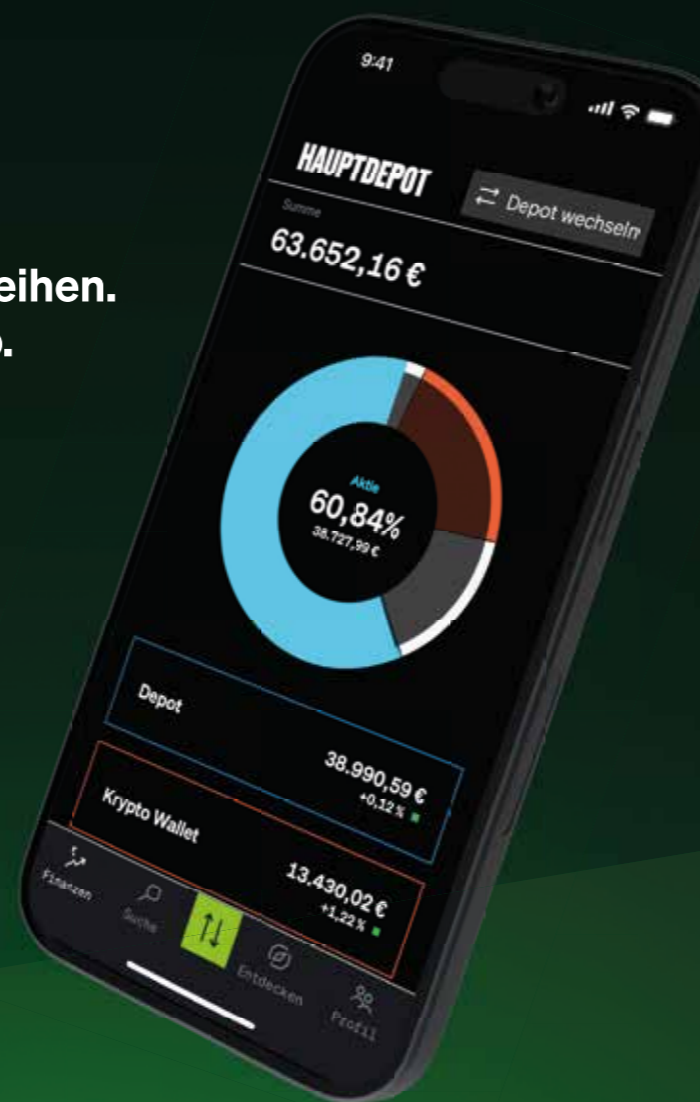 eihen.
.
9:41
HAUPTDEPOT
Depot wechseln
Summe
63.652,16 €
Aktie
60,84%
38.727,99 €
Depot
38.990,59 €
+0,12 %
Krypto Wallet
13.430,02 €
+1,22 %
Finanzen
Suche
Entdecken
Profil